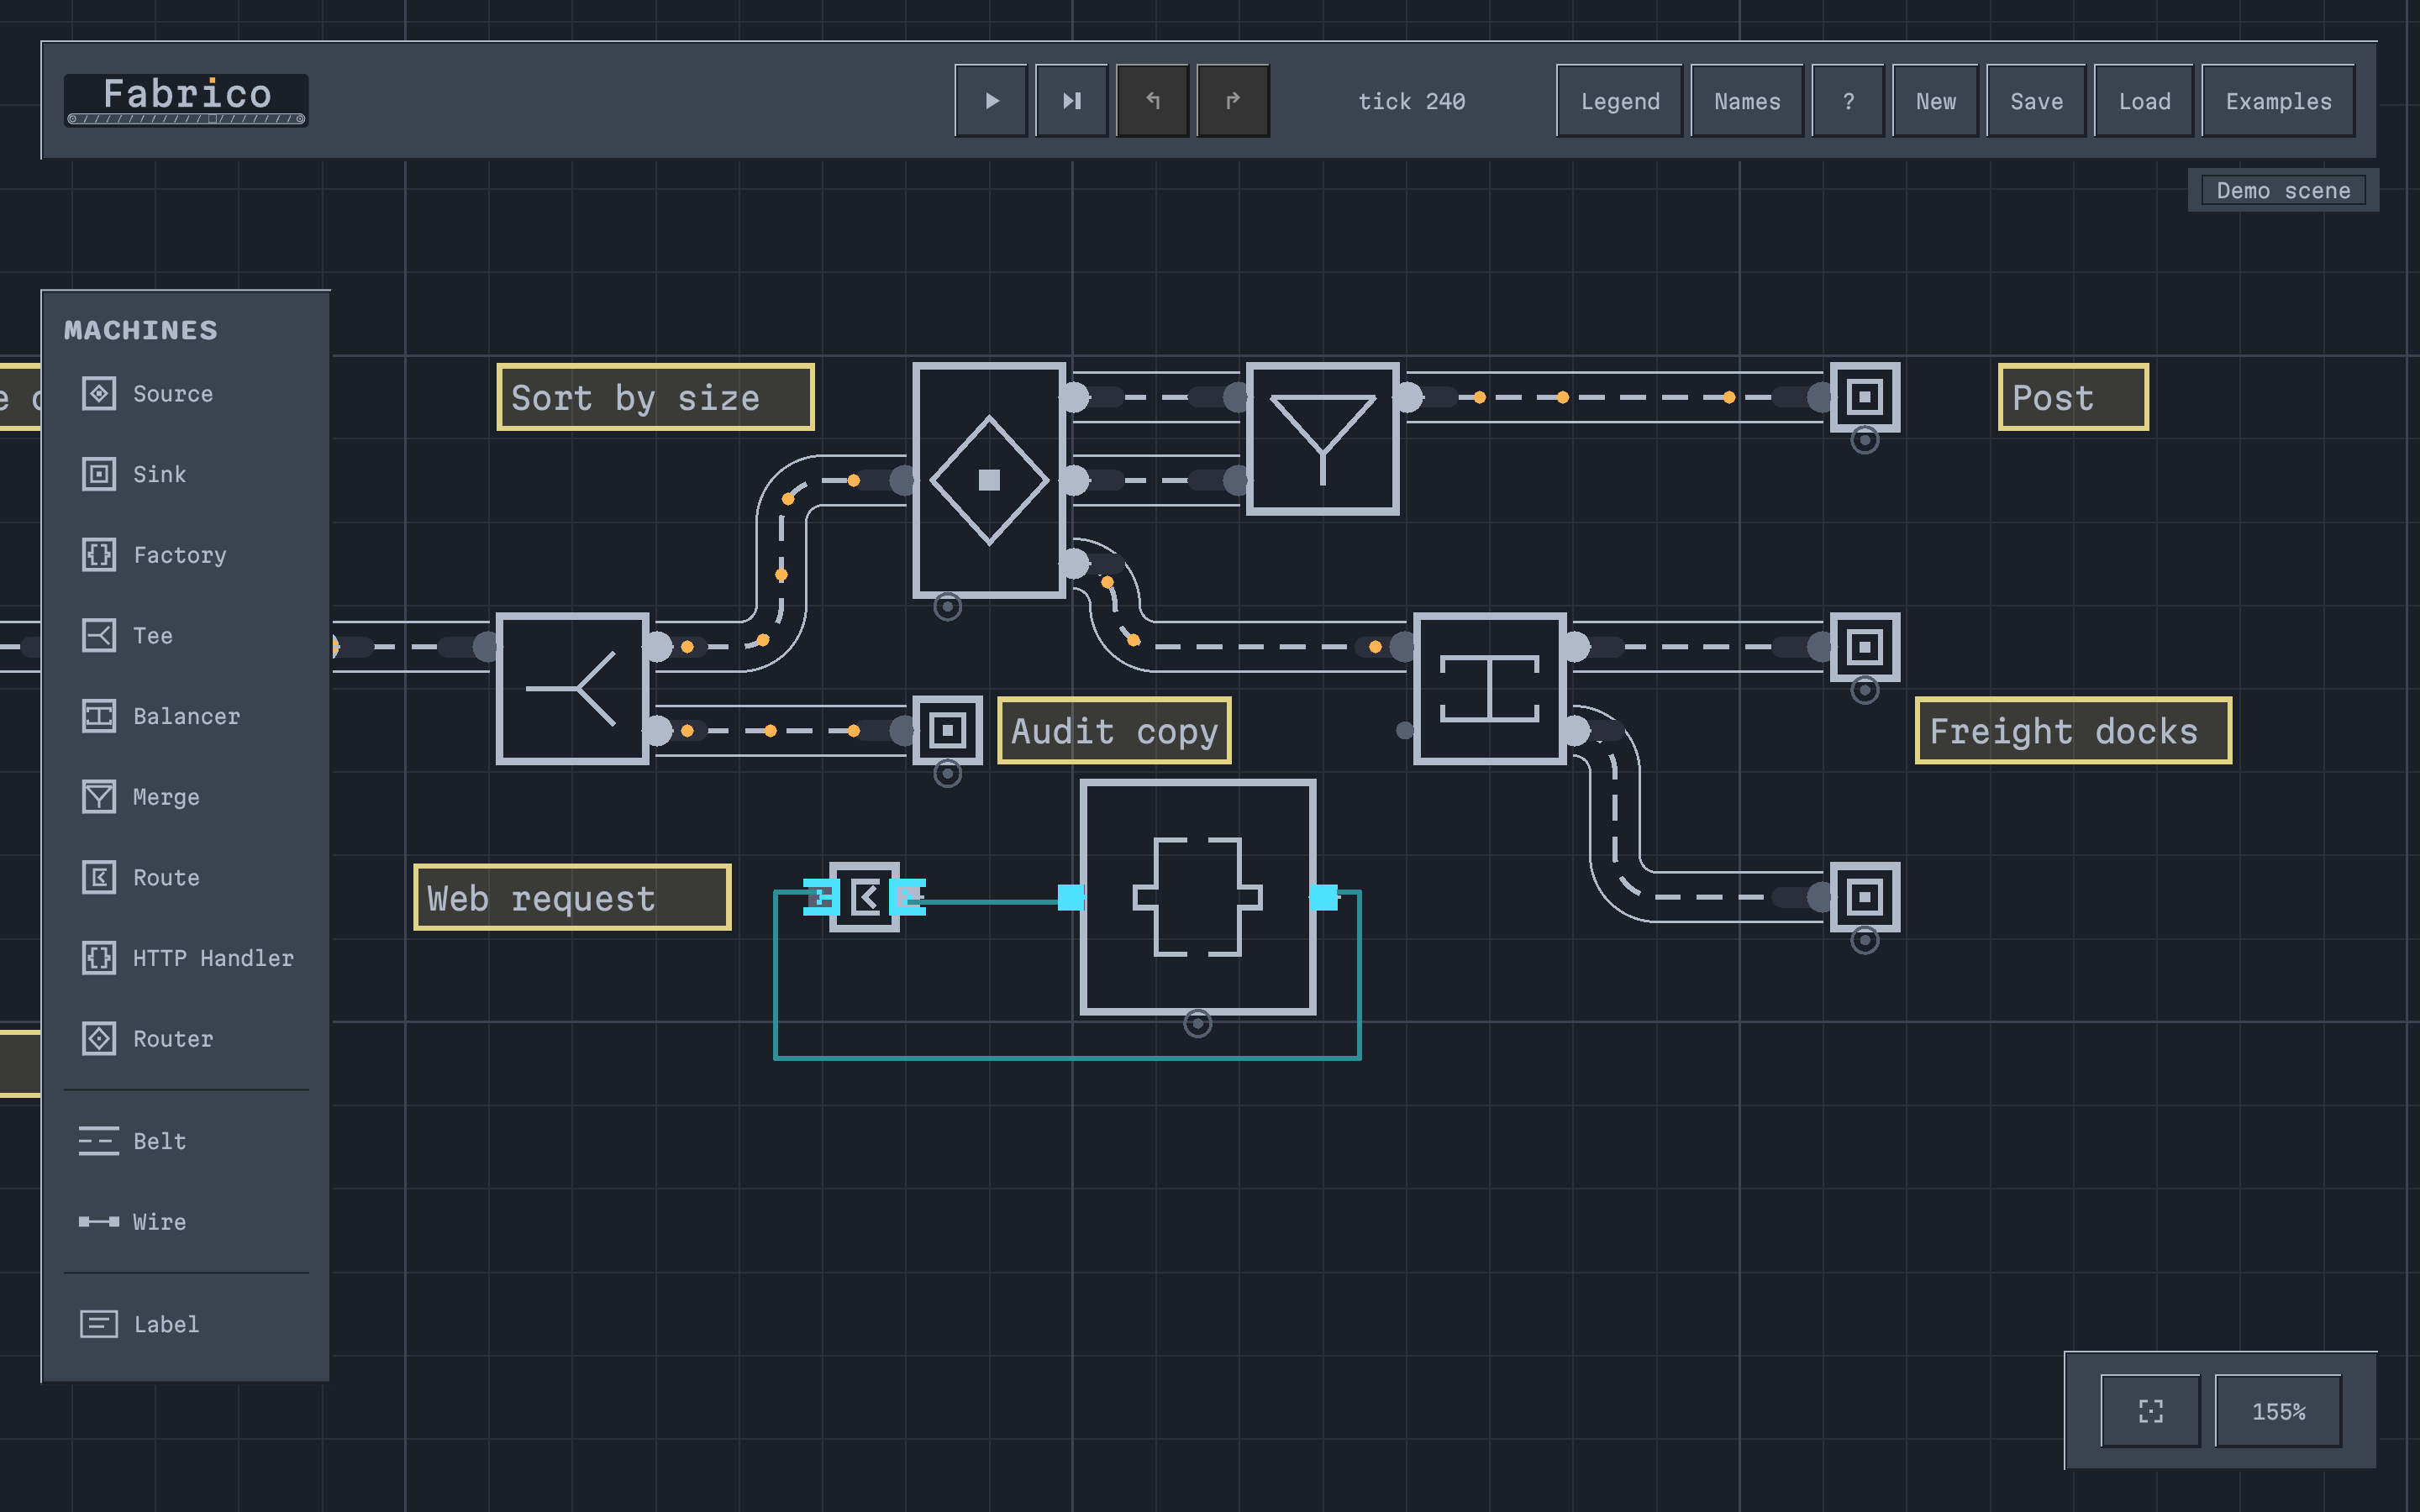 Fabrico
tick 240
Legend
Names
?
New
Save
Load
Examples
Demo scene
MACHINES
Source
Sink
Factory
Tee
Balancer
Merge
Route
HTTP Handler
Router
Belt
Wire
Label
Sort by size
Post
Audit copy
Freight docks
Web request
155%